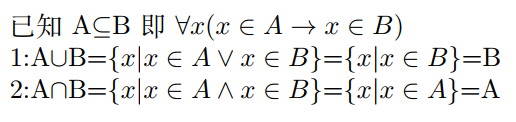 已知 A⊆B 即 ∀x(x ∈ A → x ∈ B)
1:A∪B={x|x ∈ A ∨ x ∈ B}={x|x ∈ B}=B
2:A∩B={x|x ∈ A ∧ x ∈ B}={x|x ∈ A}=A